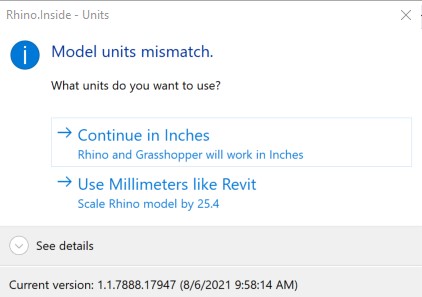 Rhino.Inside - Units
Model units mismatch.
What units do you want to use?
Continue in Inches
Rhino and Grasshopper will work in Inches
Use Millimeters like Revit
Scale Rhino model by 25.4
See details
Current version: 1.1.7888.17947 (8/6/2021 9:58:14 AM)